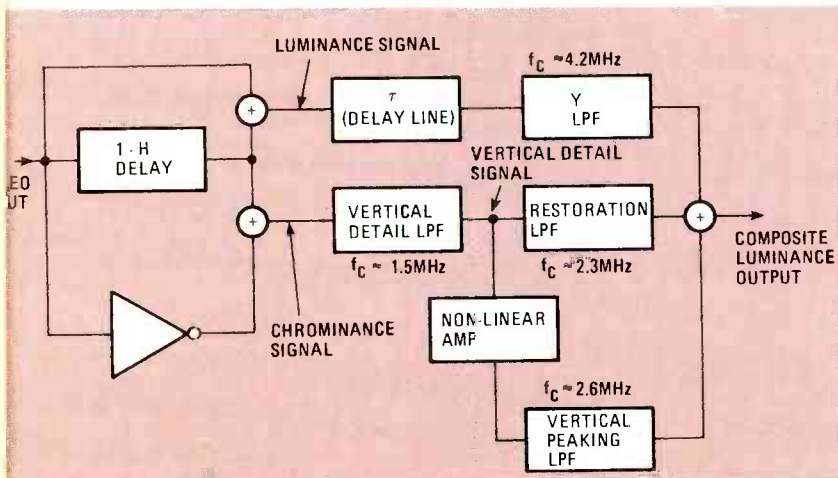 LUMINANCE SIGNAL
f_C ≈4.2MHz
τ
(DELAY LINE)
Y
LPF
1-H
DELAY
EO
UT
VERTICAL DETAIL
SIGNAL
VERTICAL
DETAIL LPF
f_C ≈ 1.5MHz
RESTORATION
LPF
f_C ≈2.3MHz
COMPOSITE
LUMINANCE
OUTPUT
CHROMINANCE
SIGNAL
NON-LINEAR
AMP
f_C ≈2.6MHz
VERTICAL
PEAKING
LPF